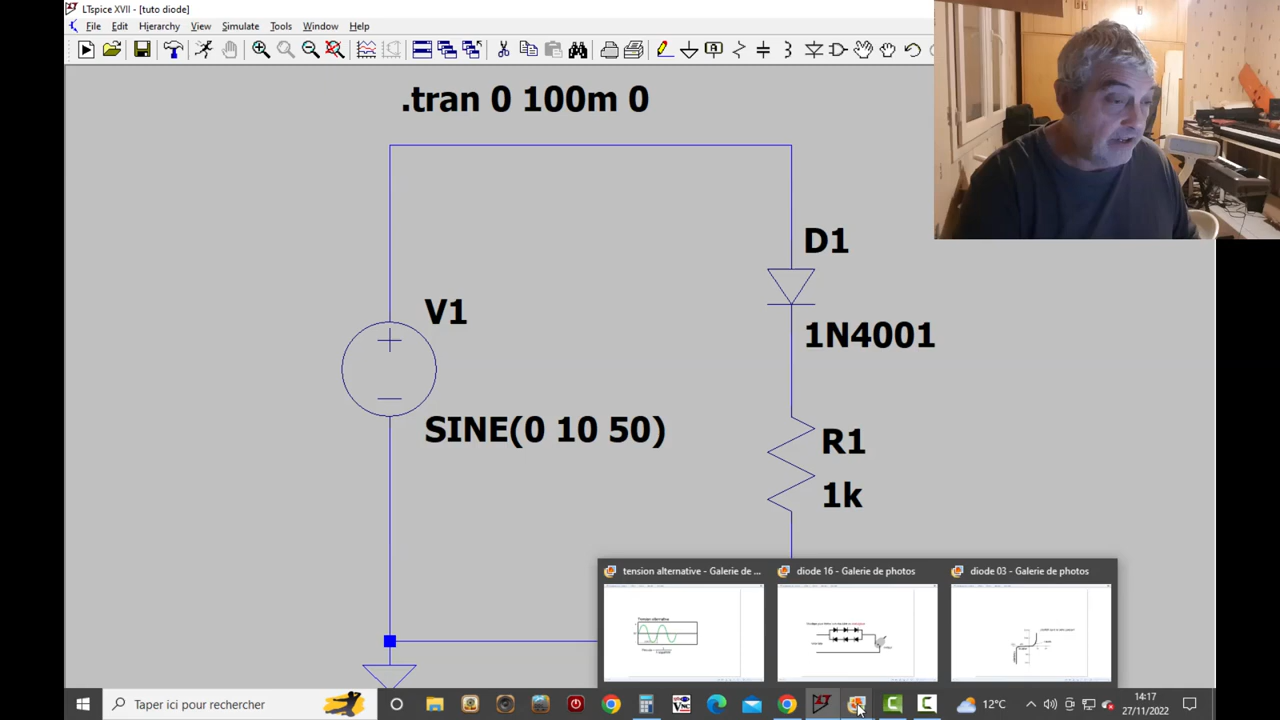 LTspice XVII - [tuto diode]
File Edit Hierarchy View Simulate Tools Window Help
.tran 0 100m 0
D1
V1
1N4001
SINE(0 10 50)
R1
1k
tension alternative - Galerie de ...
diode 16 - Galerie de photos
diode 03 - Galerie de photos
Taper ici pour rechercher
12°C
14:17
27/11/2022